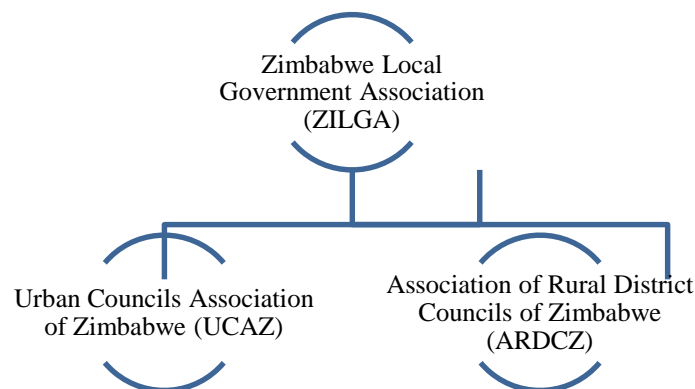 Zimbabwe Local
Government Association
(ZILGA)
Urban Councils Association
of Zimbabwe (UCAZ)
Association of Rural District
Councils of Zimbabwe
(ARDCZ)